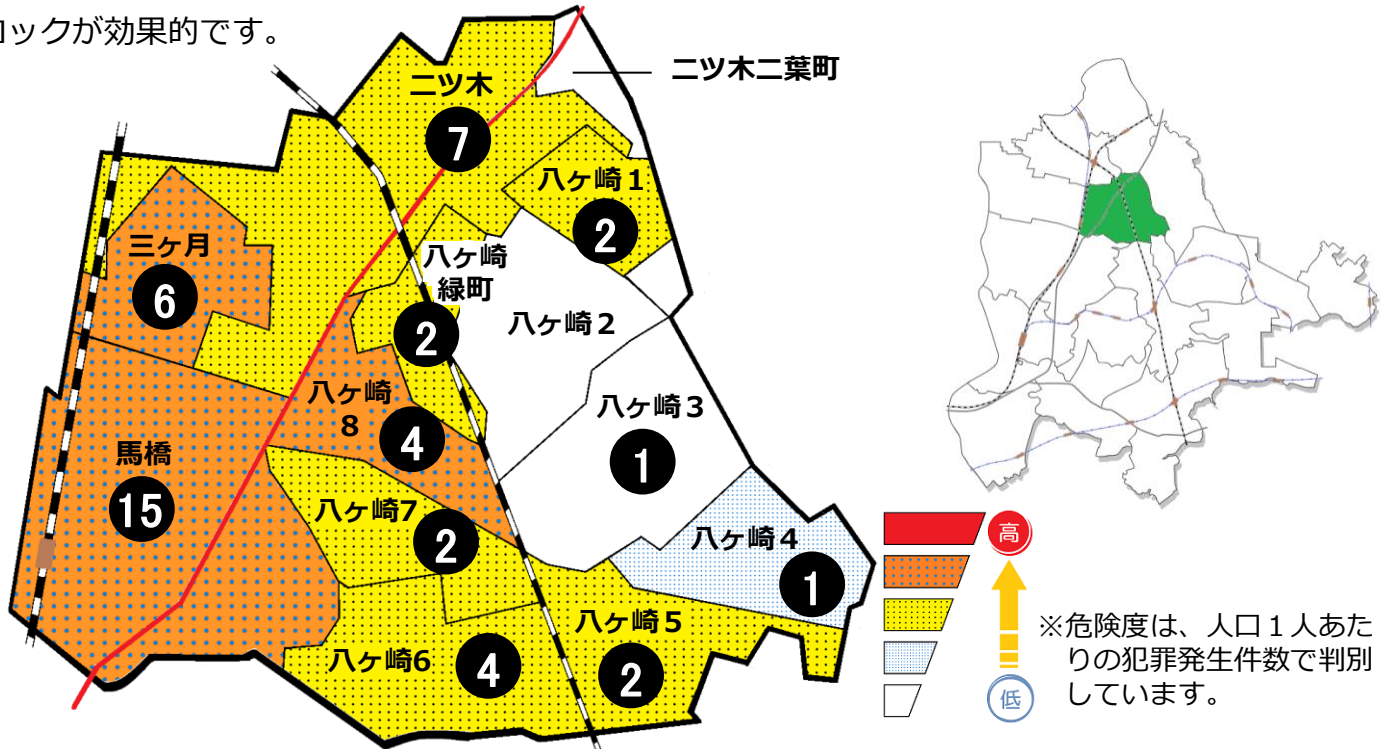 ロックが効果的です。
二ツ木
7
二ツ木二葉町
八ヶ崎1
2
三ヶ月
6
八ヶ崎
緑町
2
八ヶ崎2
八ヶ崎
8
4
八ヶ崎3
1
馬橋
15
八ヶ崎7
2
八ヶ崎4
1
八ヶ崎6
4
八ヶ崎5
2
高
低
※危険度は、人口1人あた
りの犯罪発生件数で判別
しています。